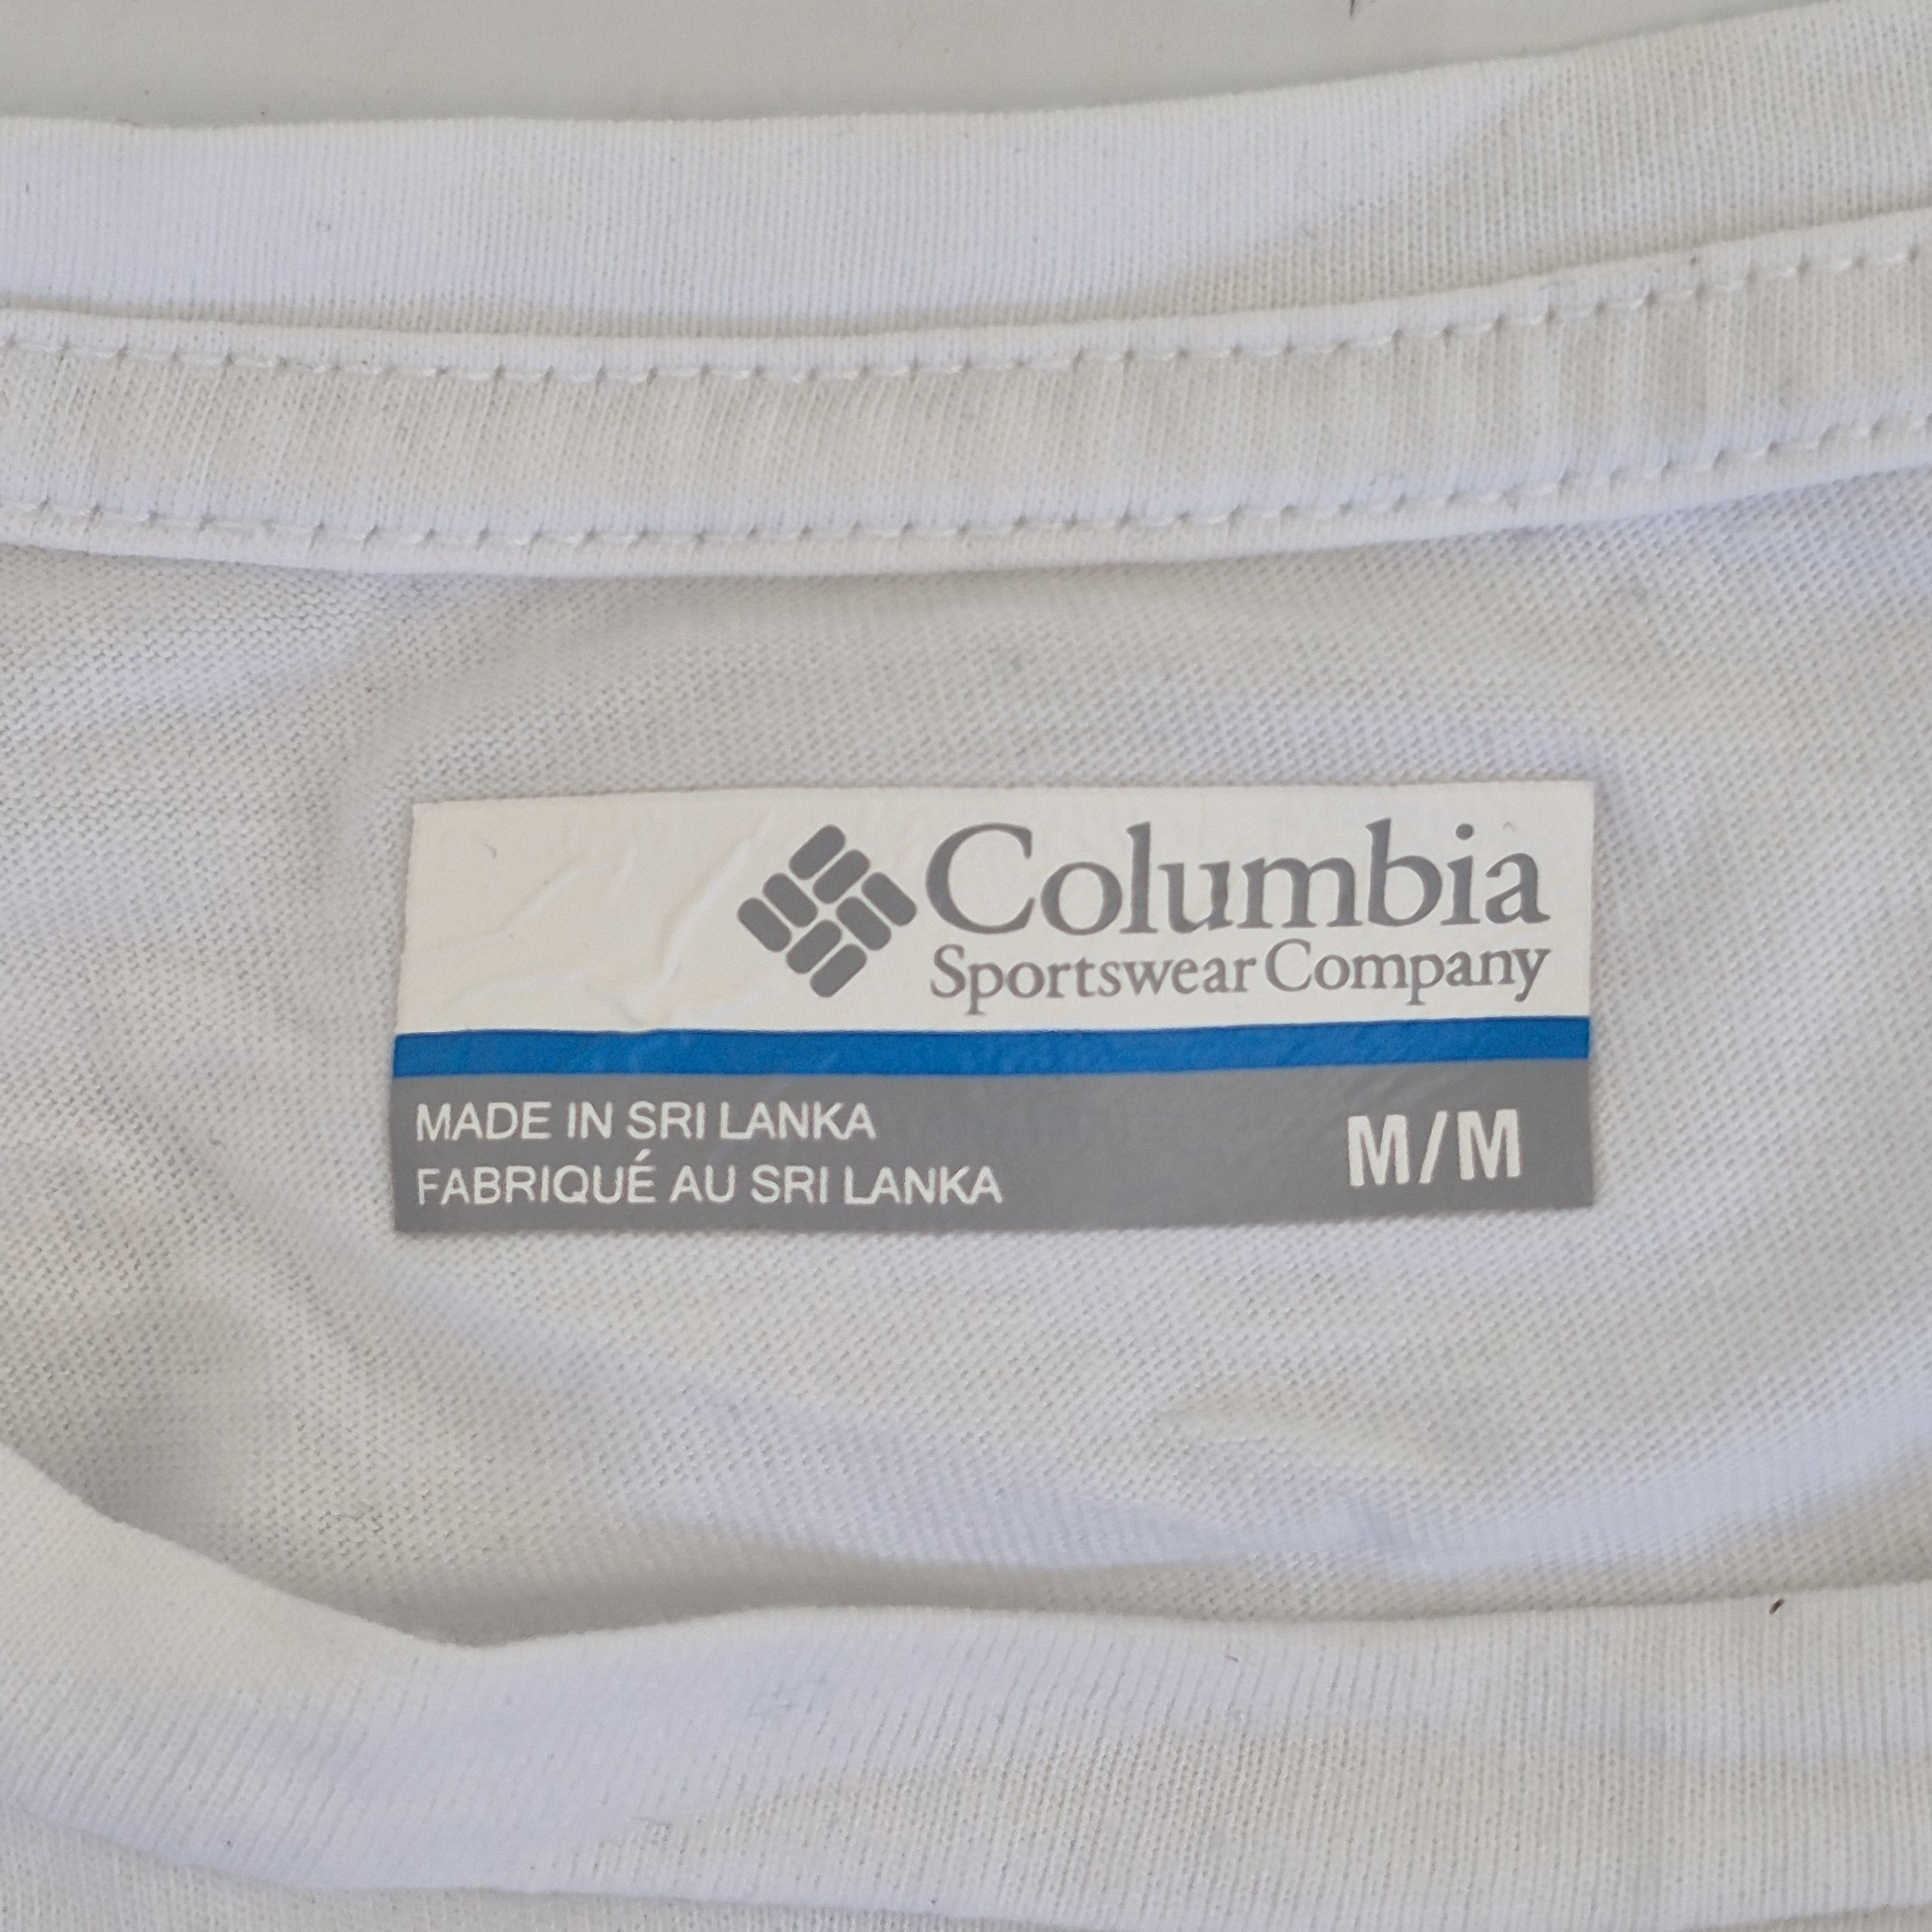 Columbia
Sportswear Company
MADE IN SRI LANKA
FABRIQUÉ AU SRI LANKA
M/M